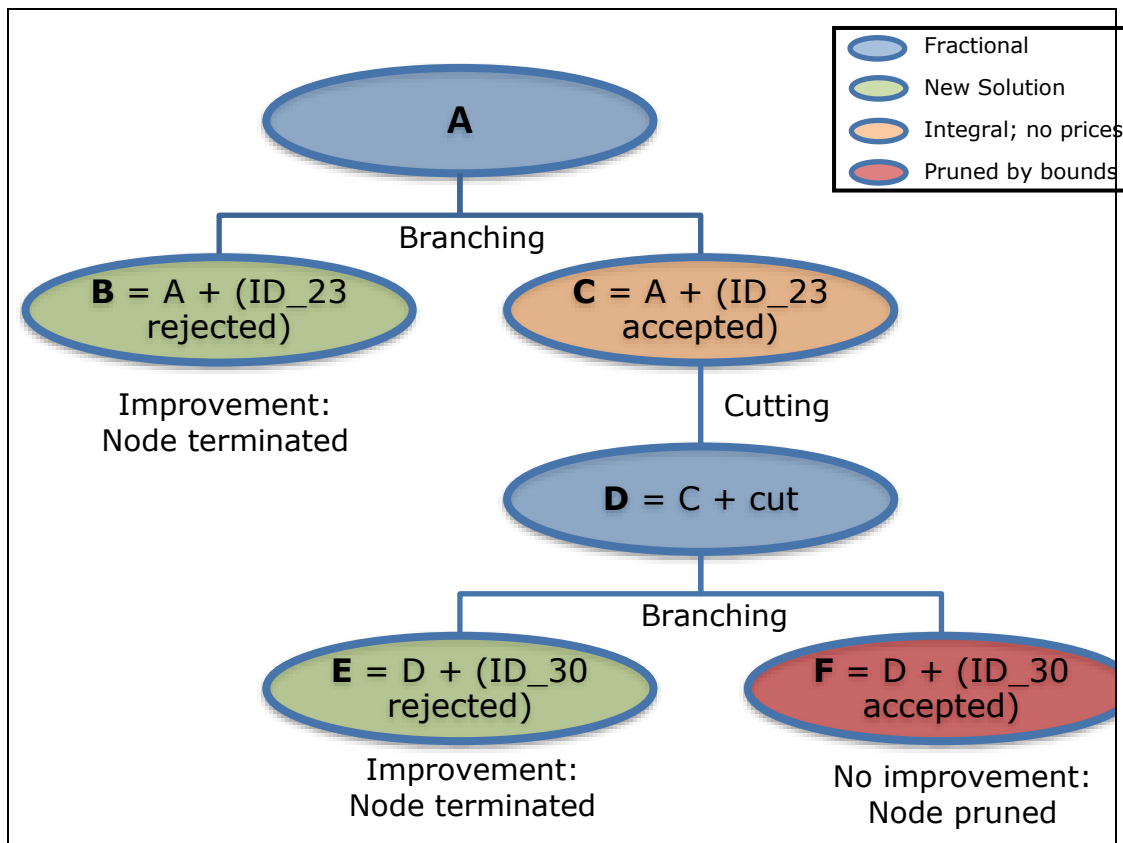 Fractional
New Solution
Integral; no prices
Pruned by bounds
A
Branching
B = A + (ID_23
rejected)
C = A + (ID_23
accepted)
Improvement:
Node terminated
Cutting
D = C + cut
Branching
E = D + (ID_30
rejected)
F = D + (ID_30
accepted)
Improvement:
Node terminated
No improvement:
Node pruned